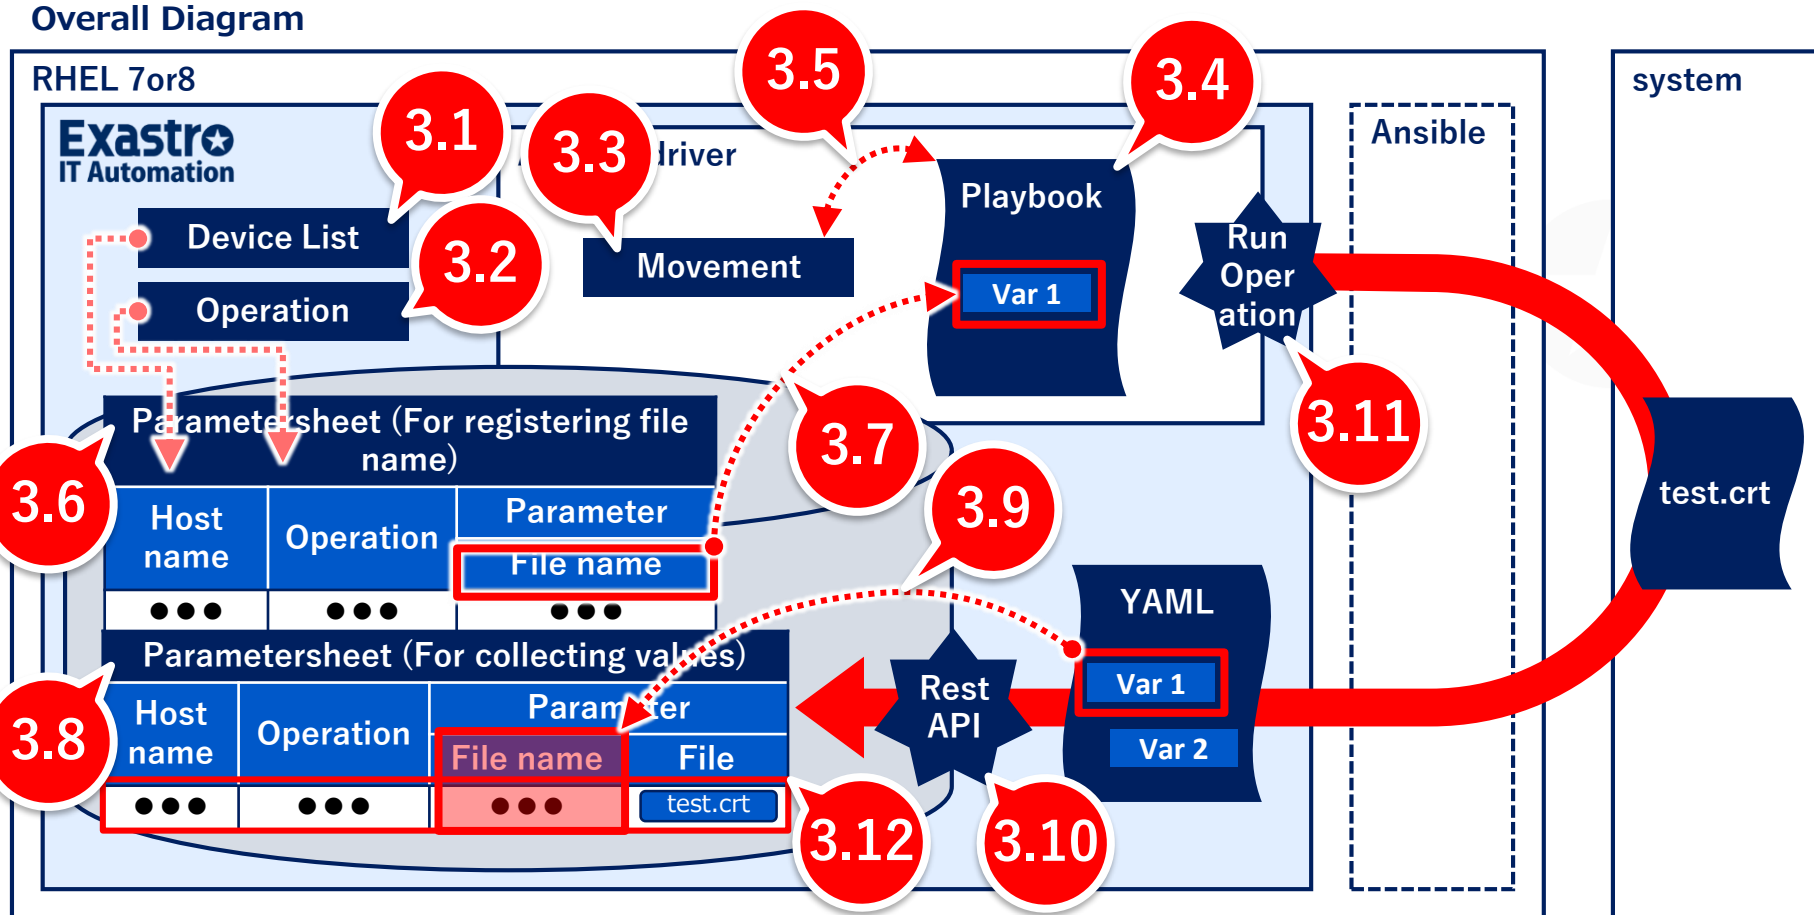 Overall Diagram
RHEL 7or8
system
Exastro
IT Automation
3.1
3.2
3.3
driver
3.5
3.4
Ansible
Device List
Operation
Movement
Playbook
Var 1
Run
Oper
ation
3.11
Parametersheet (For registering file
name)
3.6
3.7
Host
name
Operation
Parameter
File name
●●●
●●●
●●●
3.9
test.crt
Parametersheet (For collecting values)
3.8
Host
name
Operation
Parameter
File name
File
●●●
●●●
●●●
test.crt
3.12
Rest
API
3.10
YAML
Var 1
Var 2